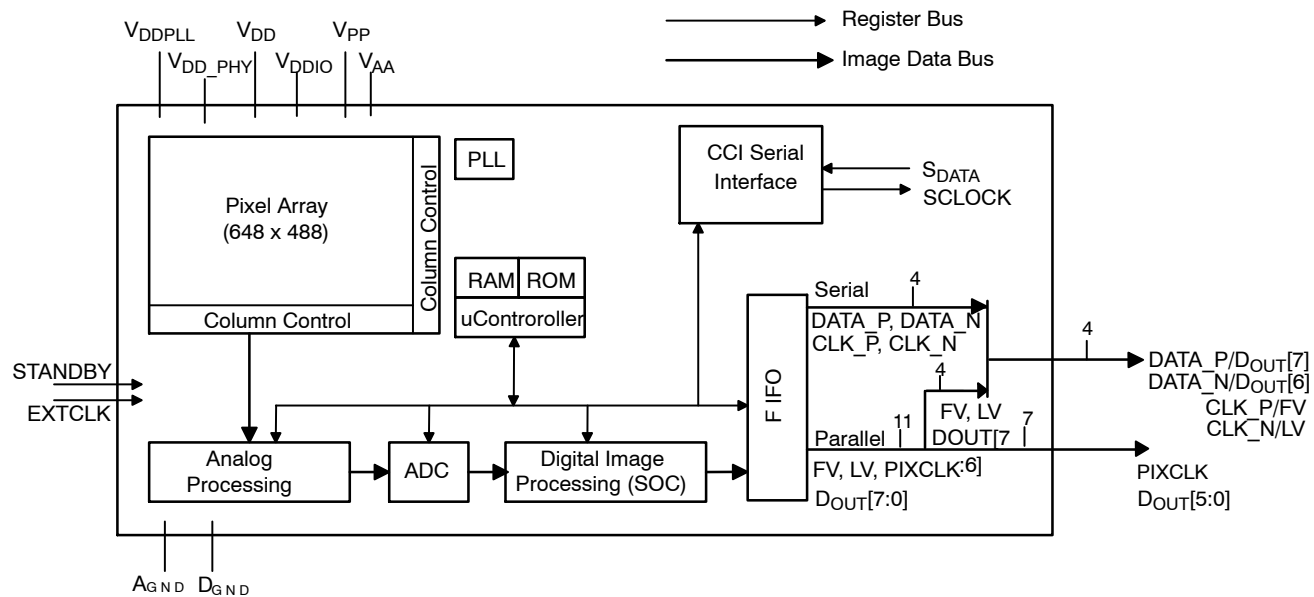 Register Bus
Image Data Bus
VDDPLL
VDD
VPP
VDD_PHY
VDDIO
VAA
PLL
Pixel Array
(648 x 488)
Column Control
Column Control
CCI Serial
Interface
SDATA
SCLOCK
RAM
ROM
uControroller
STANDBY
EXTCLK
F IFO
Serial
4
DATA_P, DATA_N
CLK_P, CLK_N
4
FV, LV
DOUT[7
:6]
4
DATA_P/DOUT[7]
DATA_N/DOUT[6]
CLK_P/FV
CLK_N/LV
Parallel
11
7
FV, LV, PIXCLK
DOUT[7:0]
PIXCLK
DOUT[5:0]
Analog
Processing
ADC
Digital Image
Processing (SOC)
AGND
DGND